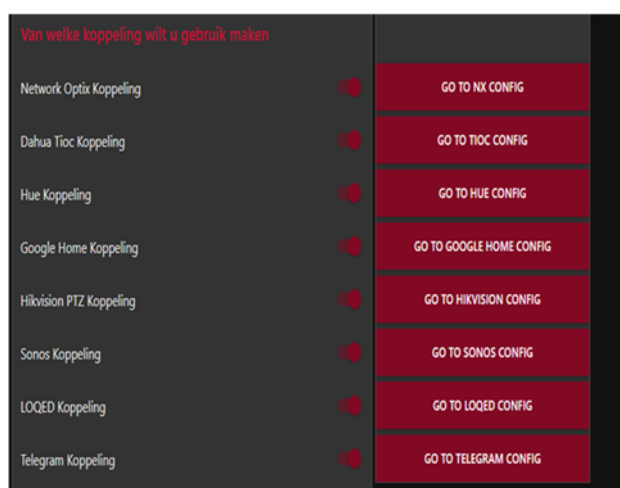 Van welke koppeling wilt u gebruik maken
Network Optix Koppeling
GO TO NX CONFIG
Dahua Tioc Koppeling
GO TO TIOC CONFIG
Hue Koppeling
GO TO HUE CONFIG
Google Home Koppeling
GO TO GOOGLE HOME CONFIG
Hikvision PTZ Koppeling
GO TO HIKVISION CONFIG
Sonos Koppeling
GO TO SONOS CONFIG
LOQED Koppeling
GO TO LOQED CONFIG
Telegram Koppeling
GO TO TELEGRAM CONFIG